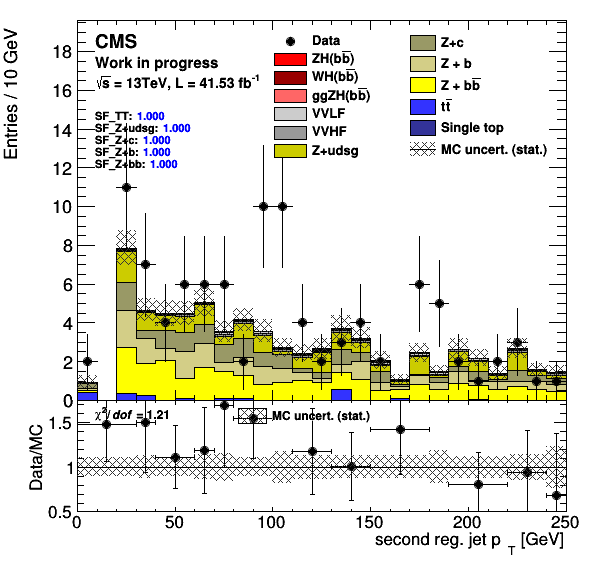 CMS
Work in progress
√s = 13TeV, L = 41.53 fb⁻¹
SF_TT: 1.000
SF_Z+udsg: 1.000
SF_Z+c: 1.000
SF_Z+b: 1.000
SF_Z+bb: 1.000
Data
ZH(bb̅)
WH(bb̅)
ggZH(bb̅)
VVLF
VVHF
Z+udsg
Z+c
Z + b
Z + bb̅
tt̅
Single top
MC uncert. (stat.)
Entries / 10 GeV
18
16
14
12
10
8
6
4
2
0
χ²/dof = 1.21
MC uncert. (stat.)
Data/MC
1.5
1
0.5
0 50 100 150 200 250
second reg. jet p_T [GeV]